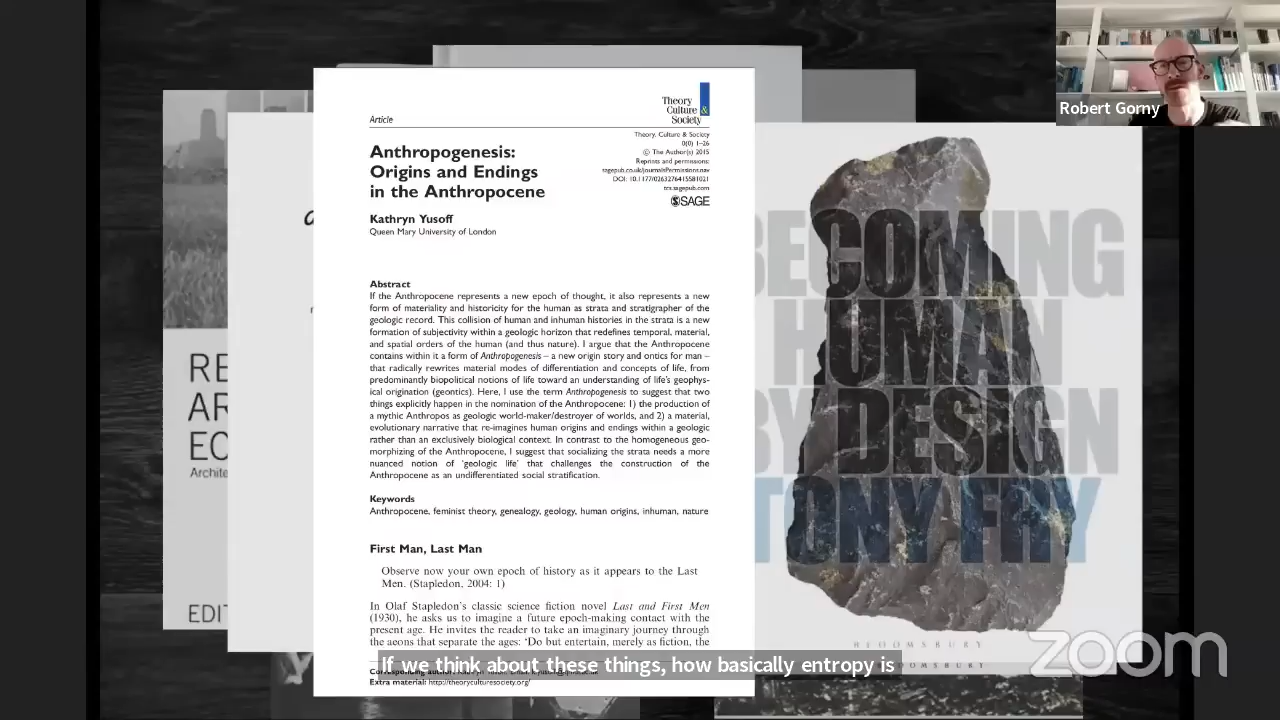 Robert Gorny
Theory
Culture
&
Society
Article
Theory, Culture & Society
0(0) 1–26
© The Author(s) 2015
Reprints and permissions:
sagepub.co.uk/journalsPermissions.nav
DOI: 10.1177/0263276415581021
tcs.sagepub.com
SAGE
Anthropogenesis:
Origins and Endings
in the Anthropocene
Kathryn Yusoff
Queen Mary University of London
Abstract
If the Anthropocene represents a new epoch of thought, it also represents a new
form of materiality and historicity for the human as strata and stratigrapher of the
geologic record. This collision of human and inhuman histories in the strata is a new
formation of subjectivity within a geologic horizon that redefines temporal, material,
and spatial orders of the human (and thus nature). I argue that the Anthropocene
contains within it a form of Anthropogenesis – a new origin story and ontics for man –
that radically rewrites material modes of differentiation and concepts of life, from
predominantly biopolitical notions of life toward an understanding of life's geophys-
ical origination (geontics). Here, I use the term Anthropogenesis to suggest that two
things explicitly happen in the nomination of the Anthropocene: 1) the production of
a mythic Anthropos as geologic world-maker/destroyer of worlds, and 2) a material,
evolutionary narrative that re-imagines human origins and endings within a geologic
rather than an exclusively biological context. In contrast to the homogeneous geo-
morphizing of the Anthropocene, I suggest that socializing the strata needs a more
nuanced notion of 'geologic life' that challenges the construction of the
Anthropocene as an undifferentiated social stratification.
Keywords
Anthropocene, feminist theory, genealogy, geology, human origins, inhuman, nature
First Man, Last Man
Observe now your own epoch of history as it appears to the Last
Men. (Stapledon, 2004: 1)
In Olaf Stapledon's classic science fiction novel Last and First Men
(1930), he asks us to imagine a future epoch-making contact with the
present age. He invites the reader to take an imaginary journey through
the aeons that separate the ages: 'Do but entertain, merely as fiction, the
Corresponding author:
Extra material: http://theoryculturesociety.org/
RE
AR
EC
Archite
EDIT
BECOMING
HUMAN
BY DESIGN
TONY FRY
BLOOMSBURY
If we think about these things, how basically entropy is
zoom